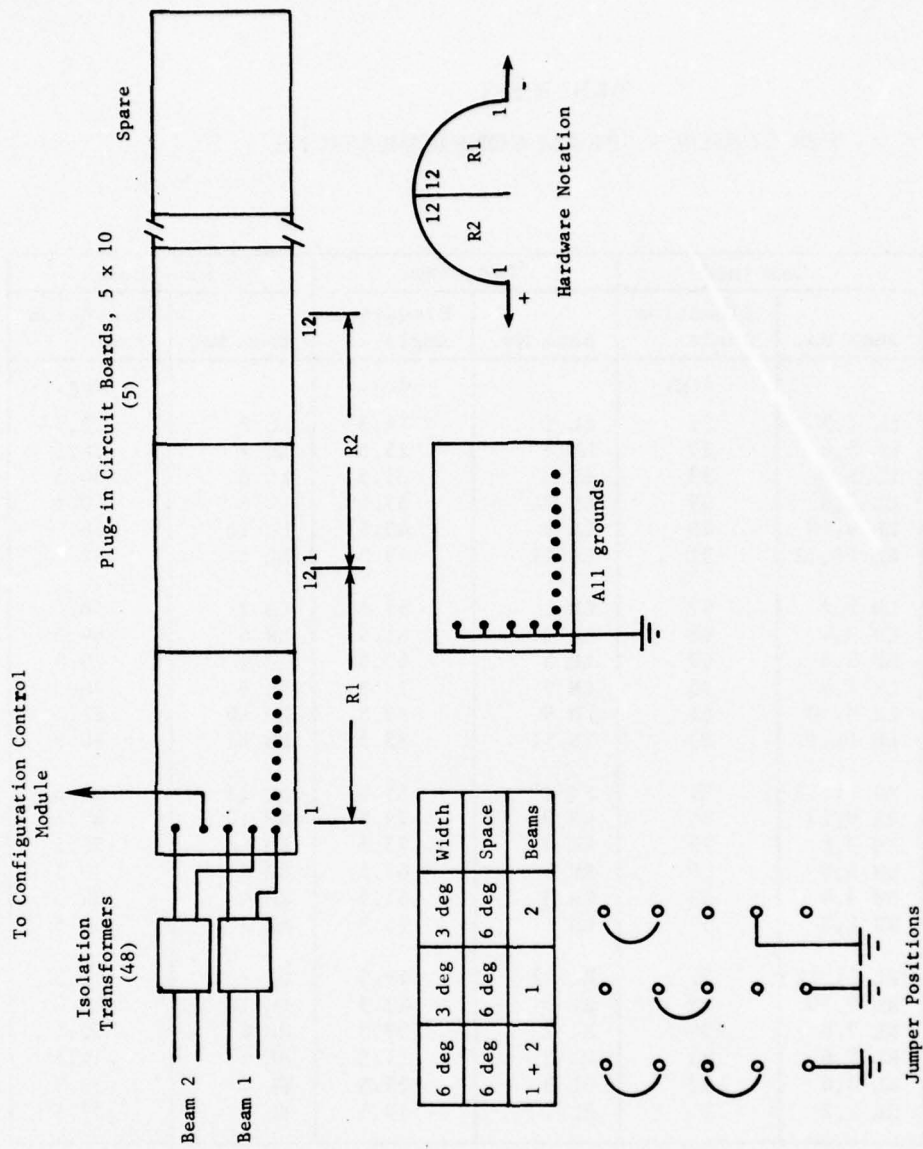 To Configuration Control
Module
Plug-in Circuit Boards, 5 x 10
(5)
Spare
Isolation
Transformers
(48)
Beam 2
Beam 1
1
12
1
12
R1
R2
6 deg 3 deg 3 deg Width
6 deg 6 deg 6 deg Space
1 + 2 1 2 Beams
All grounds
12 12
R2 R1
1 1
+ -
Hardware Notation
Jumper Positions